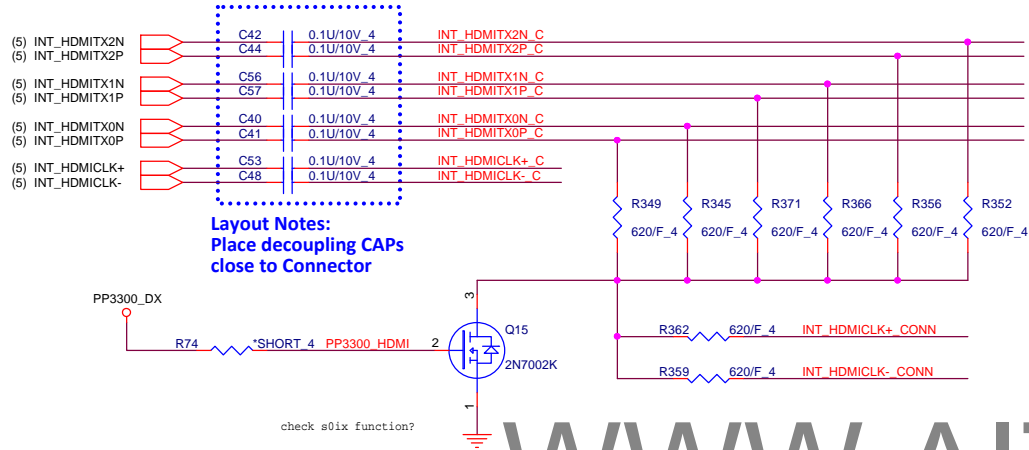 (5) INT_HDMITX2N C42 0.1U/10V_4 INT_HDMITX2N_C
(5) INT_HDMITX2P C44 0.1U/10V_4 INT_HDMITX2P_C
(5) INT_HDMITX1N C56 0.1U/10V_4 INT_HDMITX1N_C
(5) INT_HDMITX1P C57 0.1U/10V_4 INT_HDMITX1P_C
(5) INT_HDMITX0N C40 0.1U/10V_4 INT_HDMITX0N_C
(5) INT_HDMITX0P C41 0.1U/10V_4 INT_HDMITX0P_C
(5) INT_HDMICLK+ C53 0.1U/10V_4 INT_HDMICLK+_C
(5) INT_HDMICLK- C48 0.1U/10V_4 INT_HDMICLK-_C
R349 R345 R371 R366 R356 R352
620/F_4 620/F_4 620/F_4 620/F_4 620/F_4 620/F_4
Layout Notes:
Place decoupling CAPs
close to Connector
PP3300_DX
3
Q15
R74 *SHORT_4 PP3300_HDMI 2
2N7002K
1
R362 620/F_4 INT_HDMICLK+_CONN
R359 620/F_4 INT_HDMICLK-_CONN
check s0ix function?